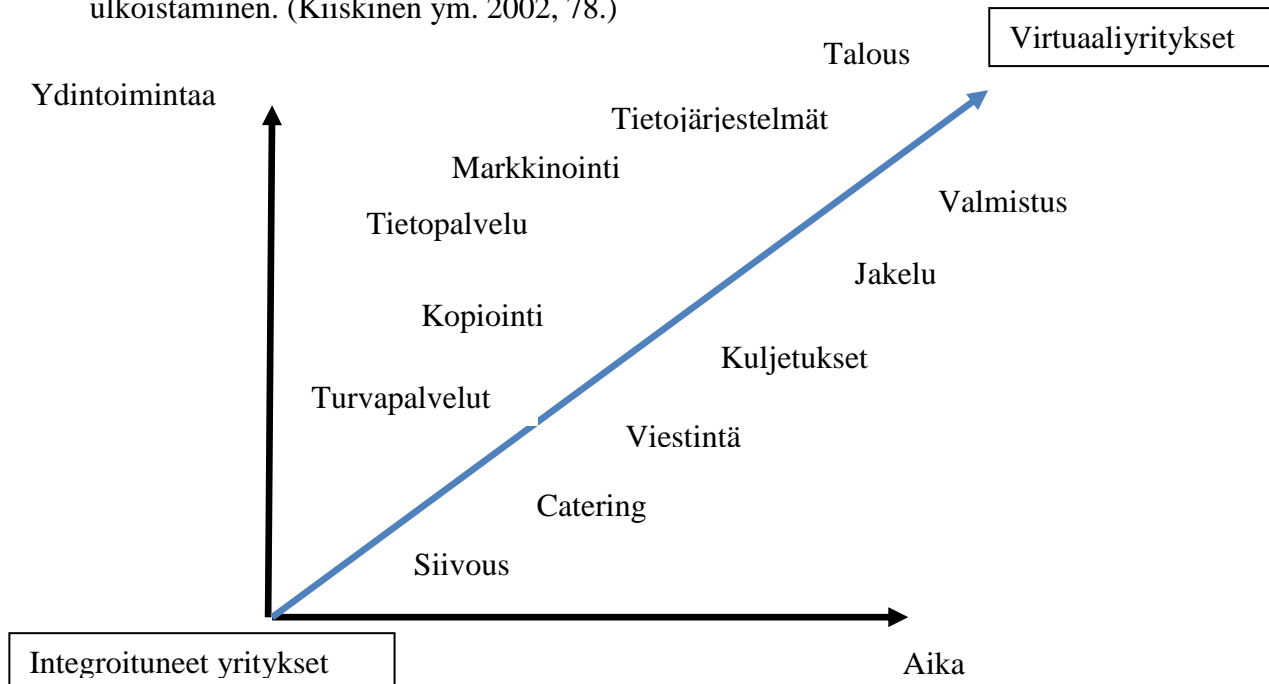 ulkoistaminen. (Kiiskinen ym. 2002, 78.)
Virtuaaliyritykset
Talous
Ydintoimintaa
Tietojärjestelmät
Markkinointi
Valmistus
Tietopalvelu
Jakelu
Kopiointi
Kuljetukset
Turvapalvelut
Viestintä
Catering
Siivous
Integroituneet yritykset
Aika